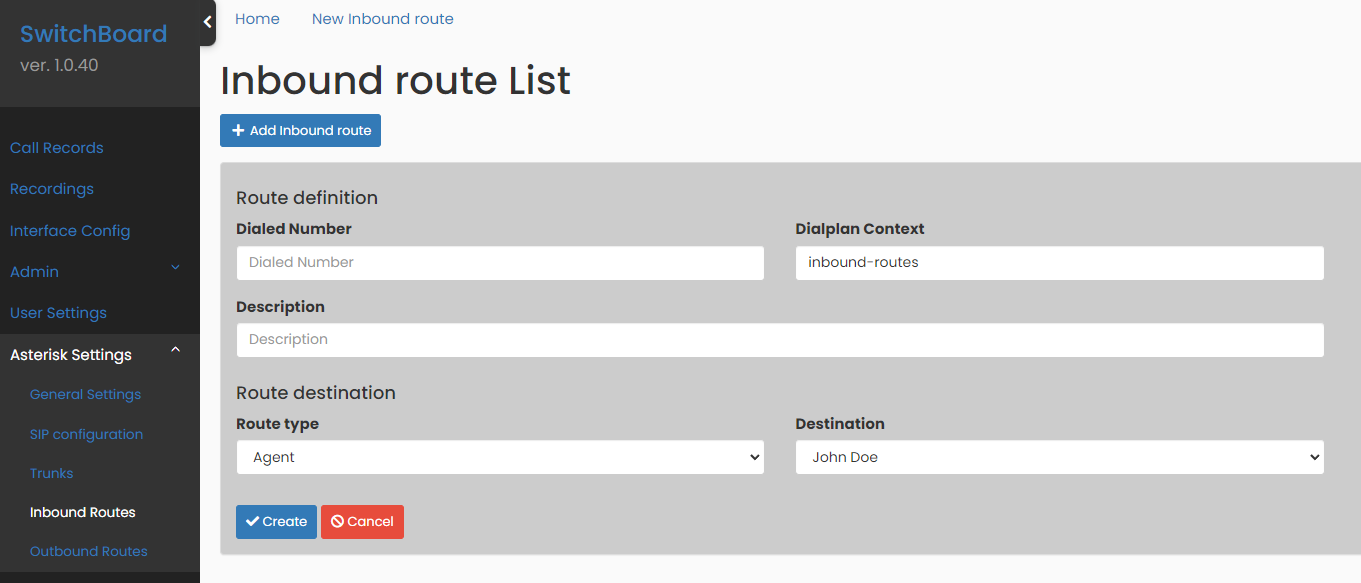 SwitchBoard
ver. 1.0.40
Call Records
Recordings
Interface Config
Admin
User Settings
Asterisk Settings
General Settings
SIP configuration
Trunks
Inbound Routes
Outbound Routes
Home New Inbound route
Inbound route List
Add Inbound route
Route definition
Dialed Number Dialplan Context
Dialed Number inbound-routes
Description
Description
Route destination
Route type Destination
Agent John Doe
Create Cancel